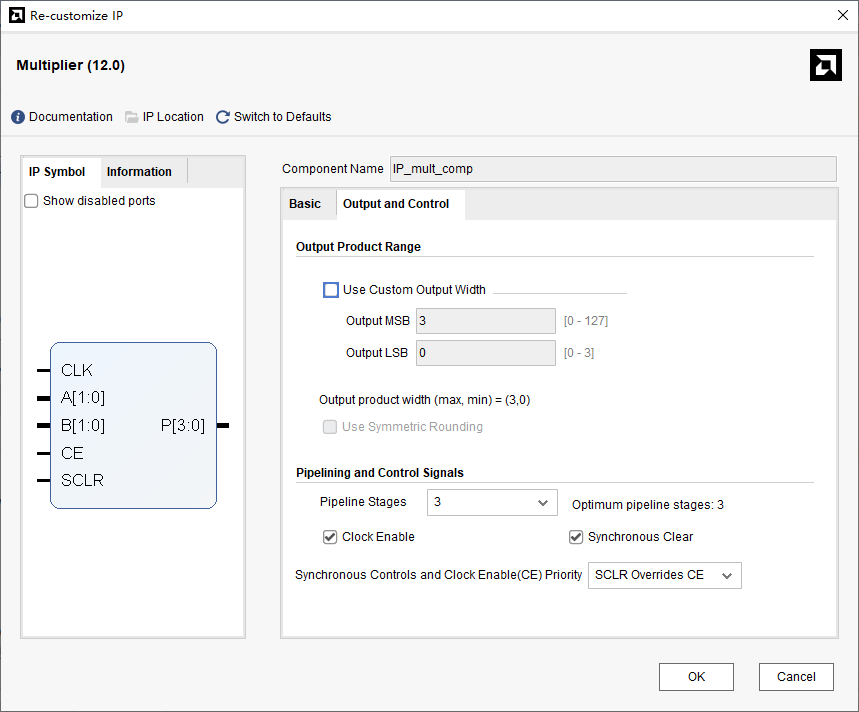 Re-customize IP
Multiplier (12.0)
Documentation IP Location Switch to Defaults
IP Symbol Information
Show disabled ports
CLK
A[1:0]
B[1:0] P[3:0]
CE
SCLR
Component Name IP_mult_comp
Basic Output and Control
Output Product Range
Use Custom Output Width
Output MSB 3 [0 - 127]
Output LSB 0 [0 - 3]
Output product width (max, min) = (3,0)
Use Symmetric Rounding
Pipelining and Control Signals
Pipeline Stages 3 Optimum pipeline stages: 3
Clock Enable Synchronous Clear
Synchronous Controls and Clock Enable(CE) Priority SCLR Overrides CE
OK Cancel